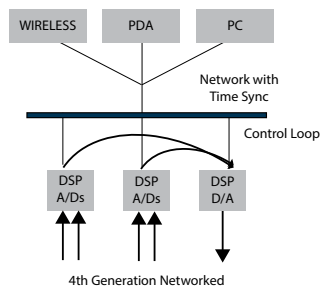 WIRELESS
PDA
PC
Network with
Time Sync
Control Loop
DSP
A/Ds
DSP
A/Ds
DSP
D/A
4th Generation Networked